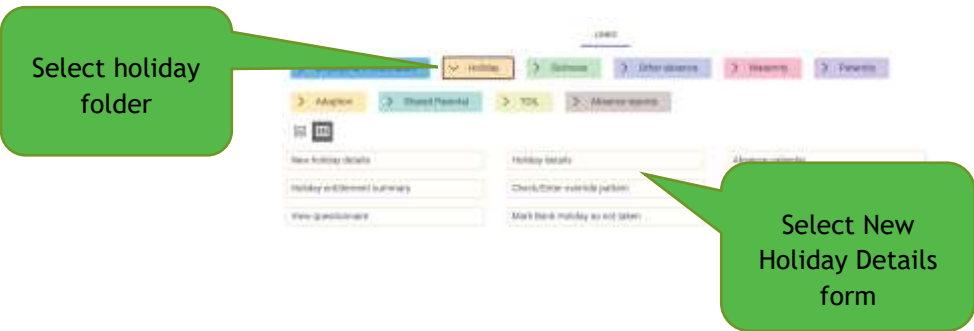 Select holiday
folder
LINKS
Holiday
Sickness
Other absence
Maternity
Paternity
Adoption
Shared Parental
TOIL
Absence reports
New holiday details
Holiday details
Absence calendar
Holiday entitlement summary
Check/Enter override pattern
View questionnaire
Mark Bank Holiday as not taken
Select New
Holiday Details
form